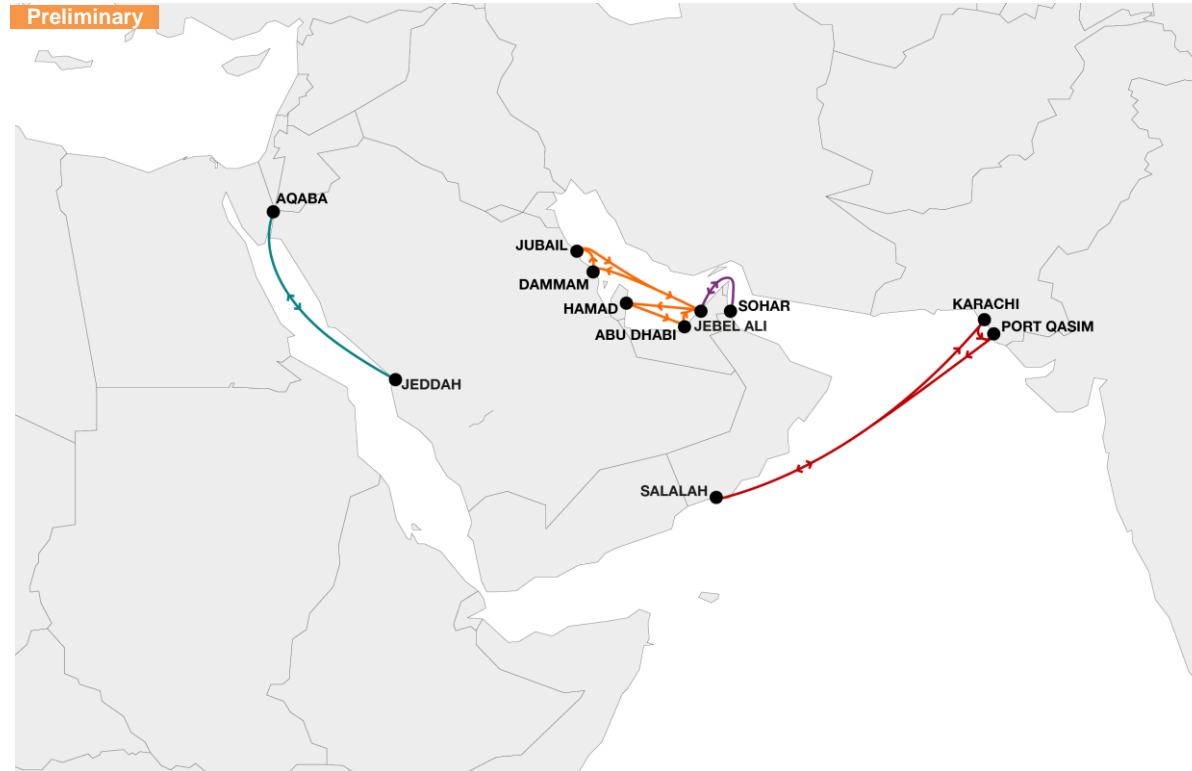 Preliminary
AQABA
JUBAIL
DAMMAM
HAMAD
SOHAR
JEBEL ALI
ABU DHABI
KARACHI
PORT QASIM
JEDDAH
SALALAH